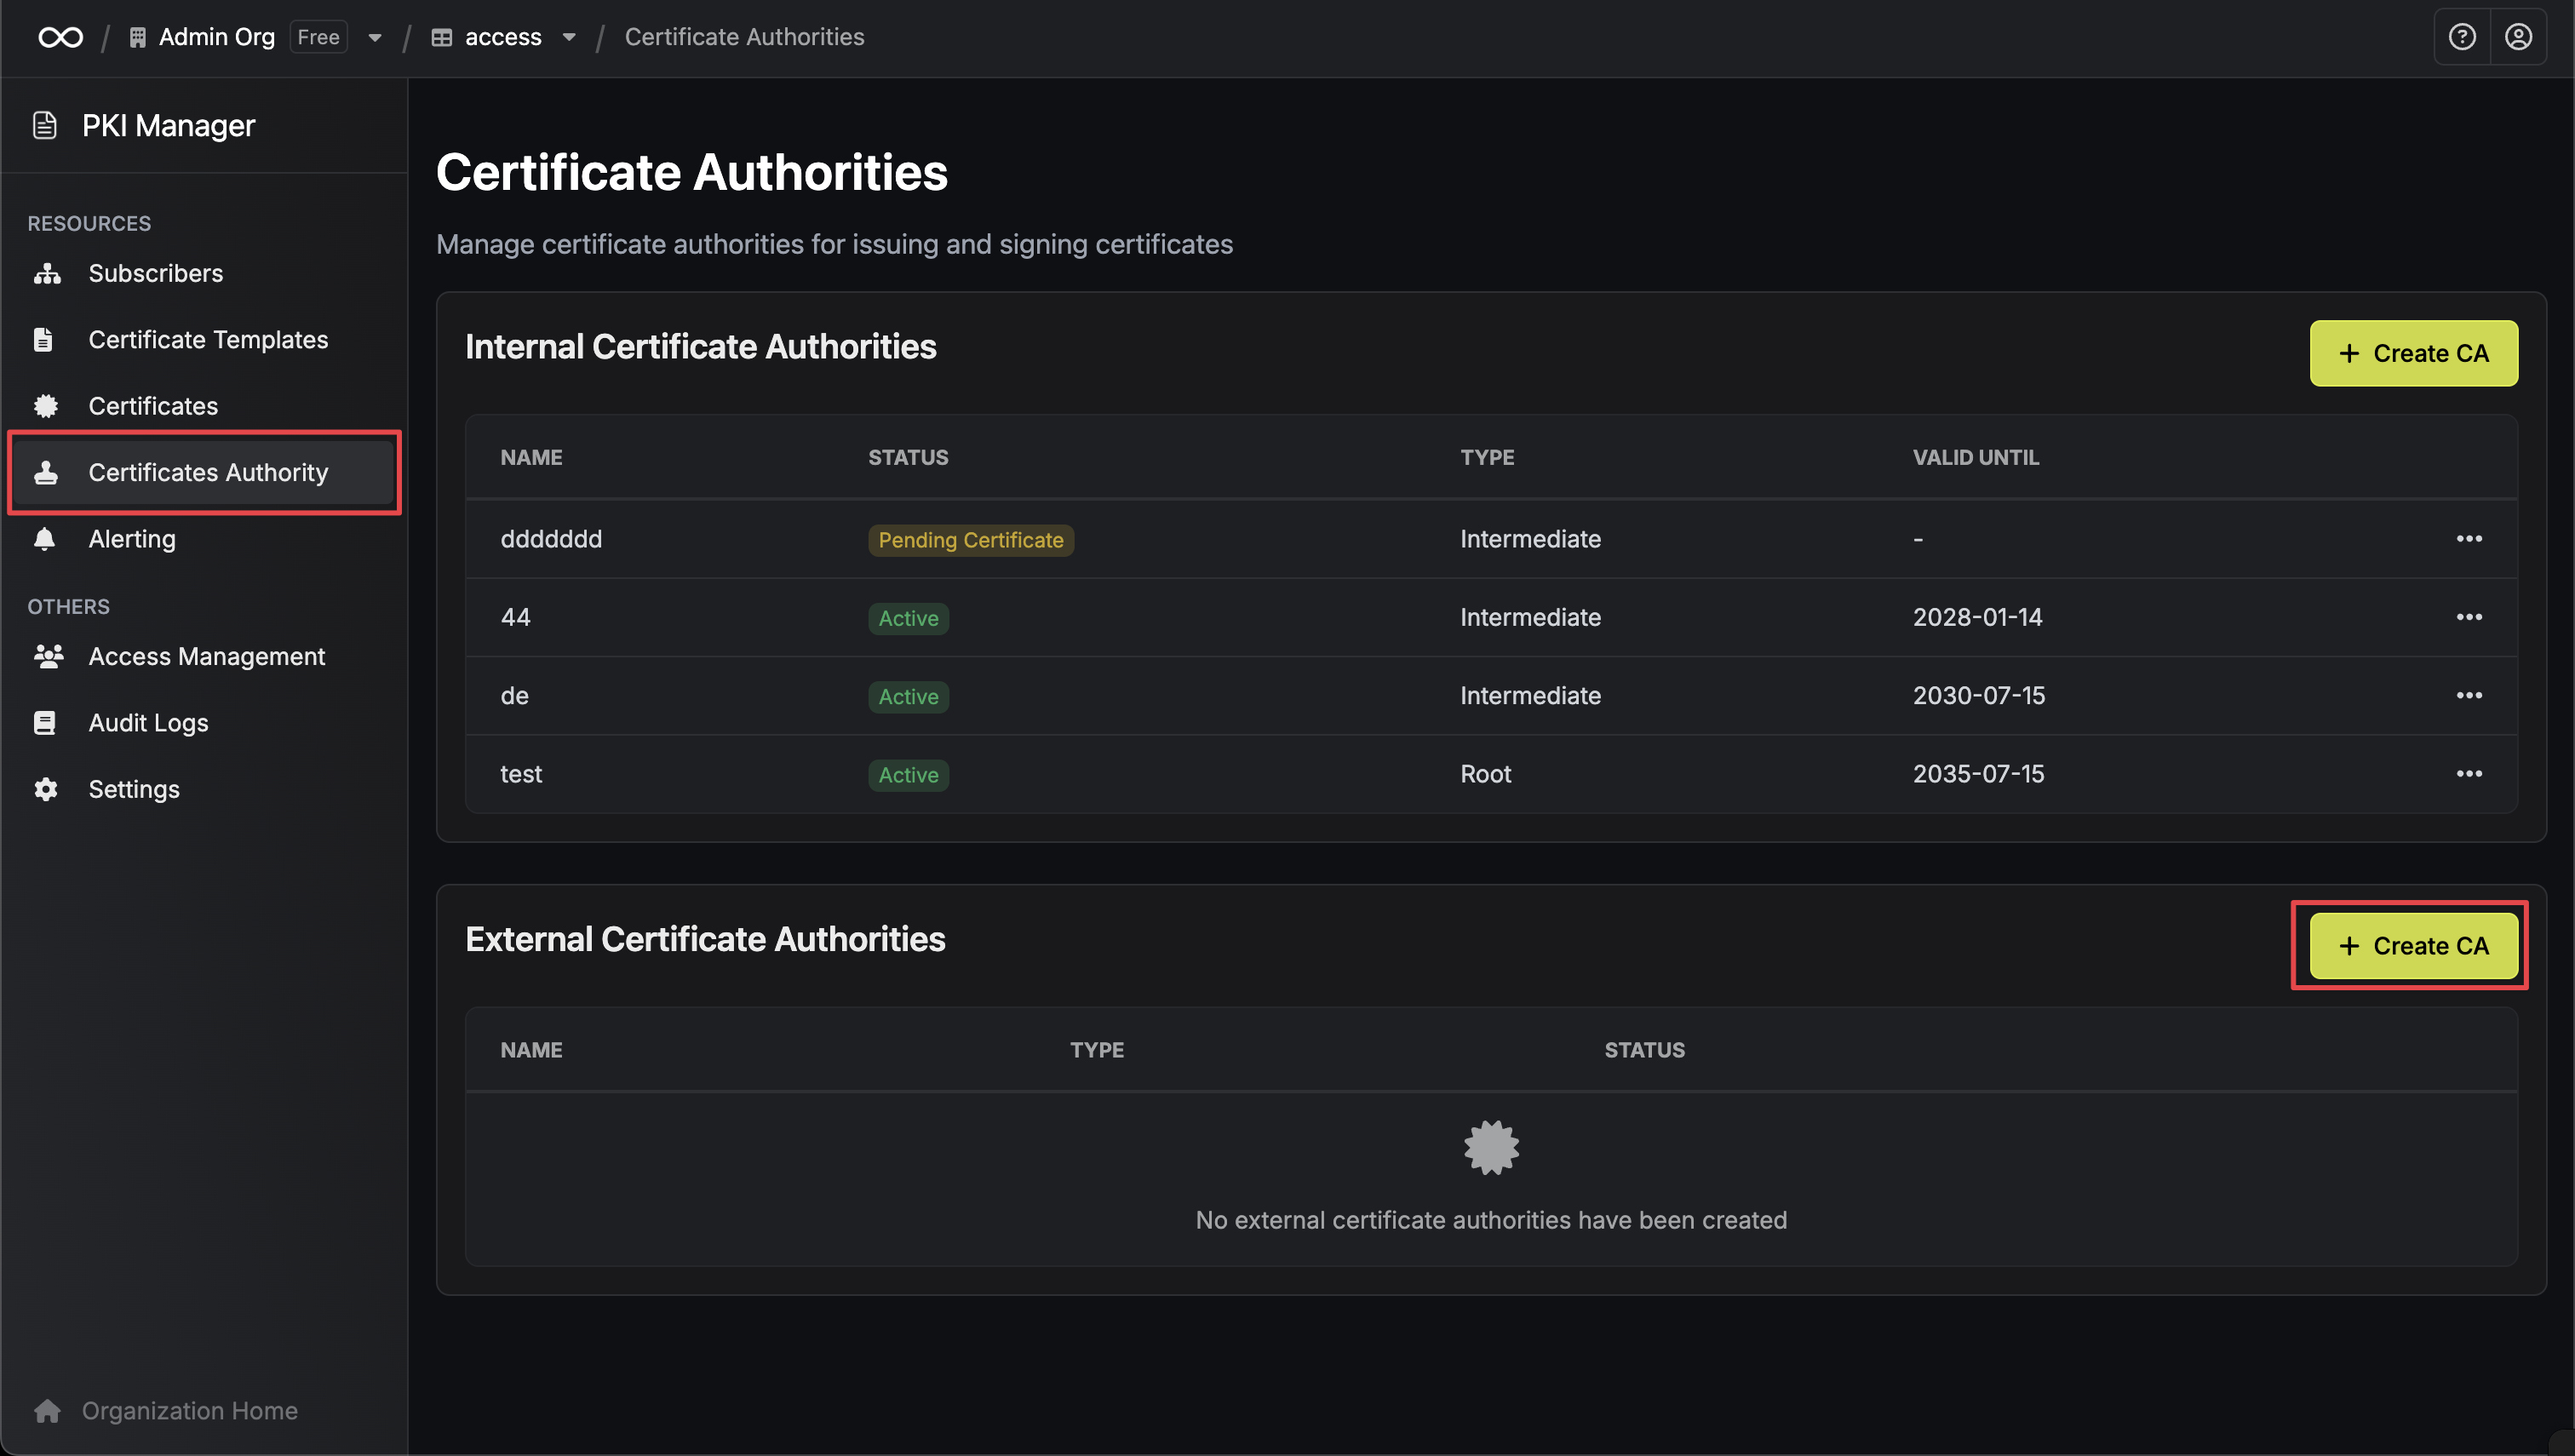 / Admin Org Free / access / Certificate Authorities
PKI Manager
RESOURCES
Subscribers
Certificate Templates
Certificates
Certificates Authority
Alerting
OTHERS
Access Management
Audit Logs
Settings
Organization Home
Certificate Authorities
Manage certificate authorities for issuing and signing certificates
Internal Certificate Authorities
+ Create CA
NAME STATUS TYPE VALID UNTIL
ddddddd Pending Certificate Intermediate -
44 Active Intermediate 2028-01-14
de Active Intermediate 2030-07-15
test Active Root 2035-07-15
External Certificate Authorities
+ Create CA
NAME TYPE STATUS
No external certificate authorities have been created